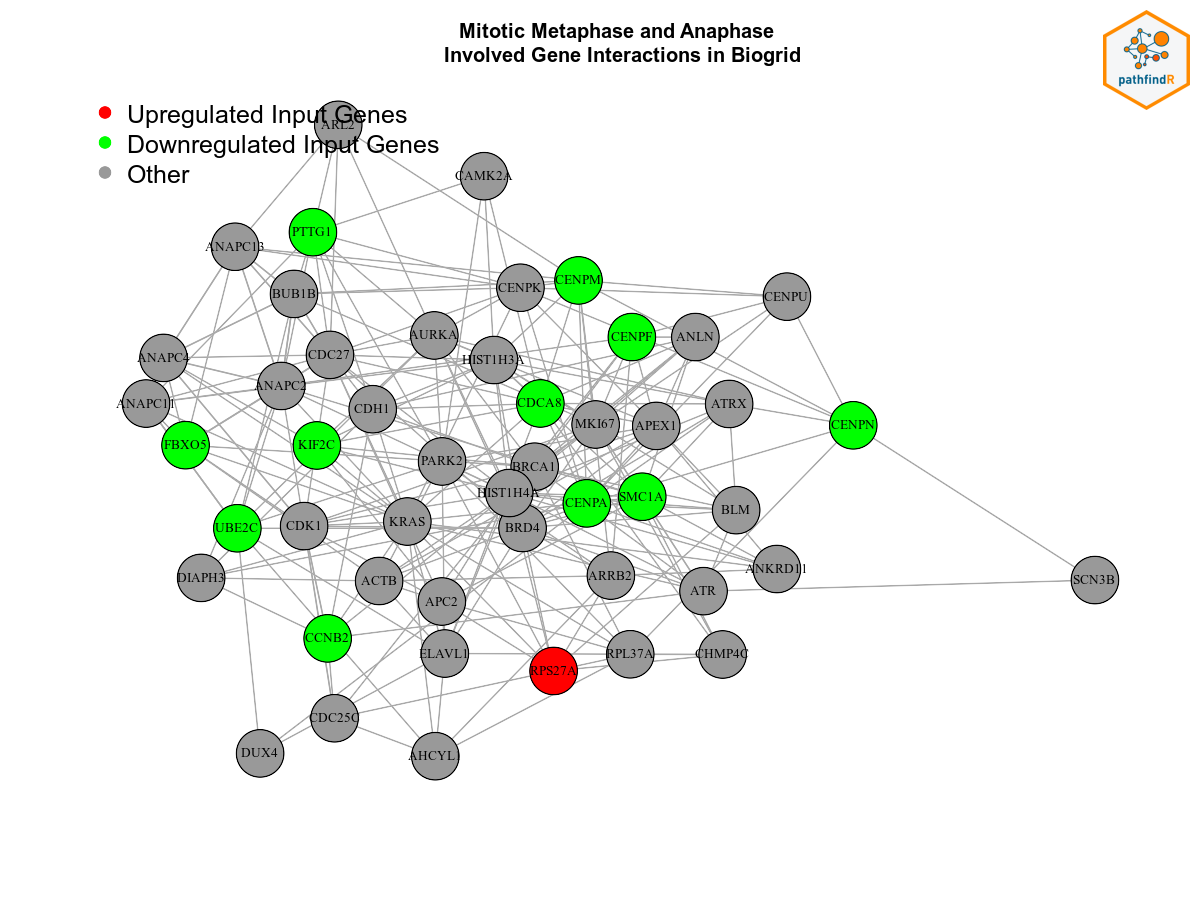 Mitotic Metaphase and Anaphase
Involved Gene Interactions in Biogrid
pathfindR
Upregulated Input Genes
Downregulated Input Genes
Other
ARL2
CAMK2A
PTTG1
ANAPC13
CENPM
CENPK
BUB1B
CENPU
AURKA
CENPF
ANLN
CDC27
ANAPC4
HIST1H3A
ANAPC2
ANAPC11
CDH1
CDCA8
ATRX
MKI67
APEX1
CENPN
FBXO5
KIF2C
PARK2
BRCA1
HIST1H4A
SMC1A
CENPA
BLM
KRAS
CDK1
UBE2C
BRD4
ANKRD11
DIAPH3
ACTB
ARRB2
SCN3B
ATR
APC2
CCNB2
ELAVL1
RPL37A
CHMP4C
RPS27A
CDC25C
DUX4
AHCYL1